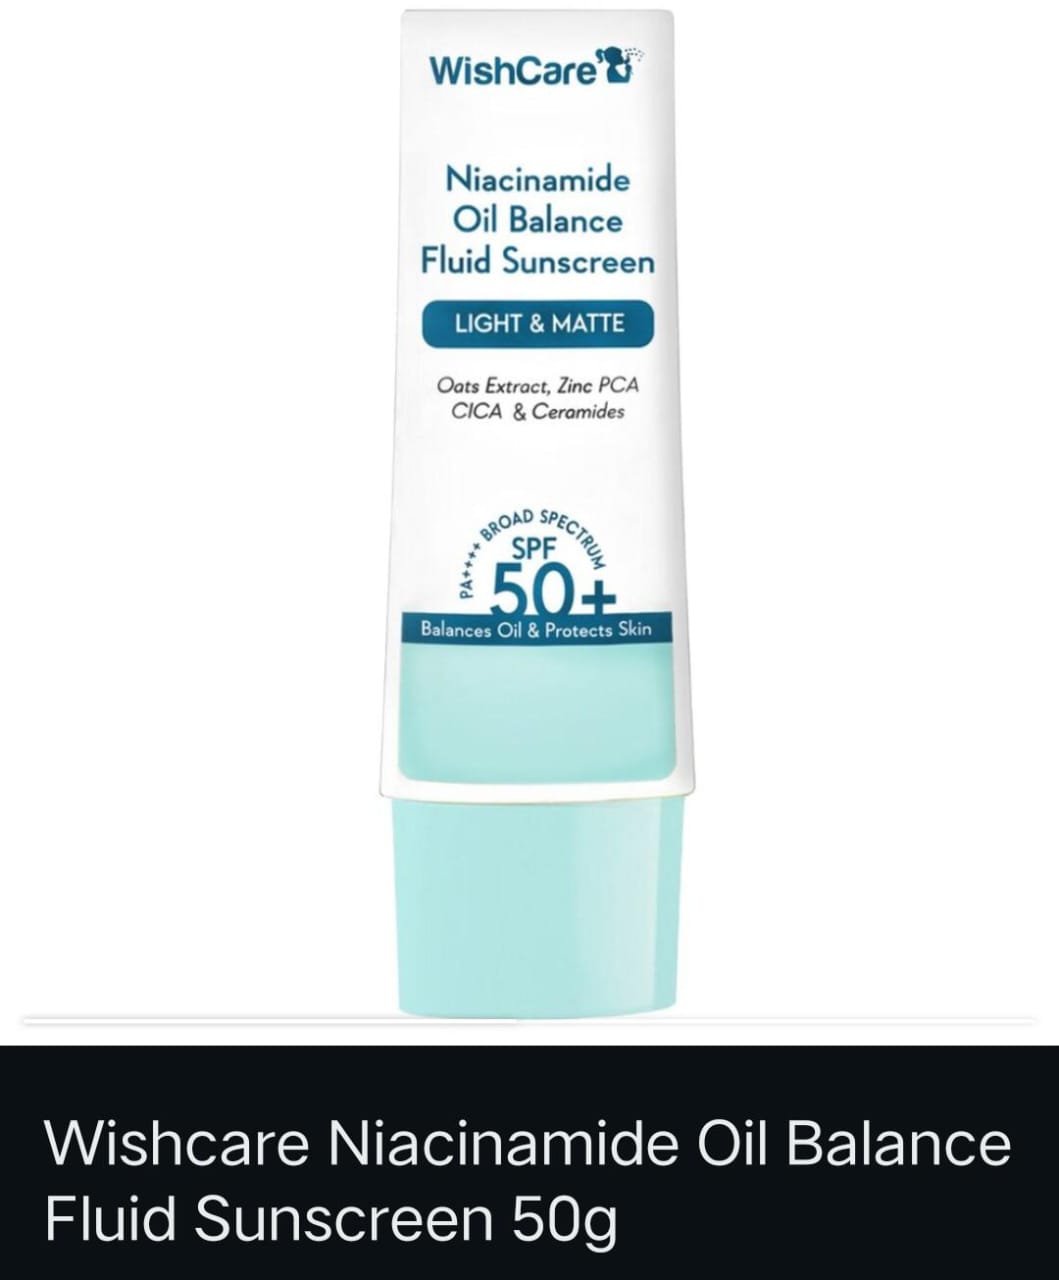 WishCare
Niacinamide
Oil Balance
Fluid Sunscreen
LIGHT & MATTE
Oats Extract, Zinc PCA
CICA & Ceramides
PA++++ BROAD SPECTRUM
SPF
50+
Balances Oil & Protects Skin
Wishcare Niacinamide Oil Balance
Fluid Sunscreen 50g